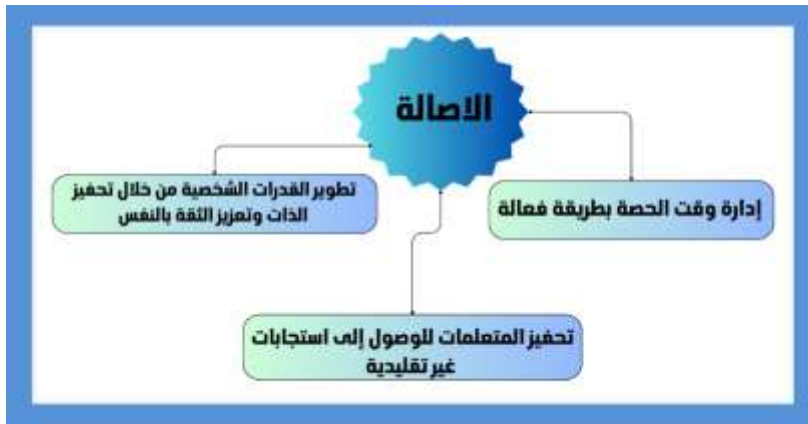 الاصالة
إدارة وقت الحصة بطريقة فعالة
تطوير القدرات الشخصية من خلال تحفيز
الذات وتعزيز الثقة بالنفس
تحفيز المتعلمات للوصول إلى استجابات
غير تقليدية